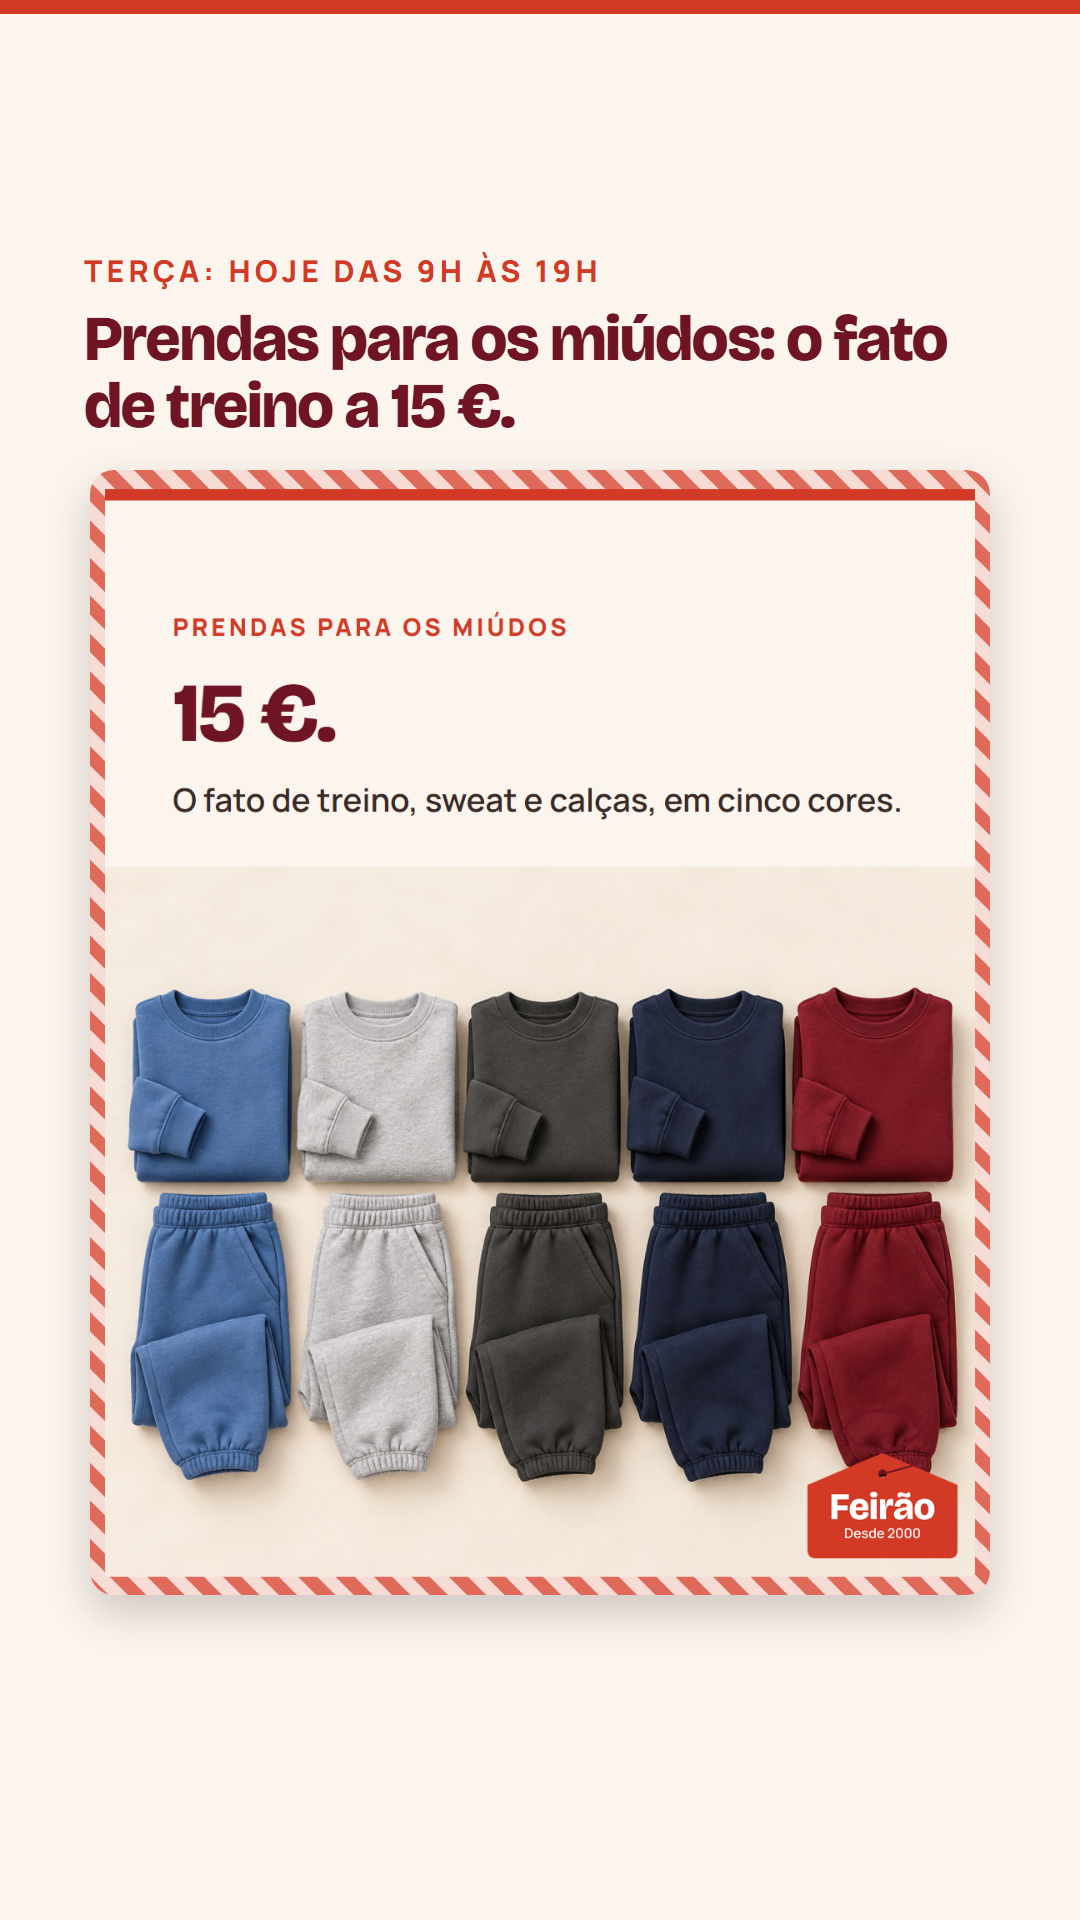 TERÇA: HOJE DAS 9H ÀS 19H
Prendas para os miúdos: o fato
de treino a 15 €.
PRENDAS PARA OS MIÚDOS
15 €.
O fato de treino, sweat e calças, em cinco cores.
Feirão
Desde 2000